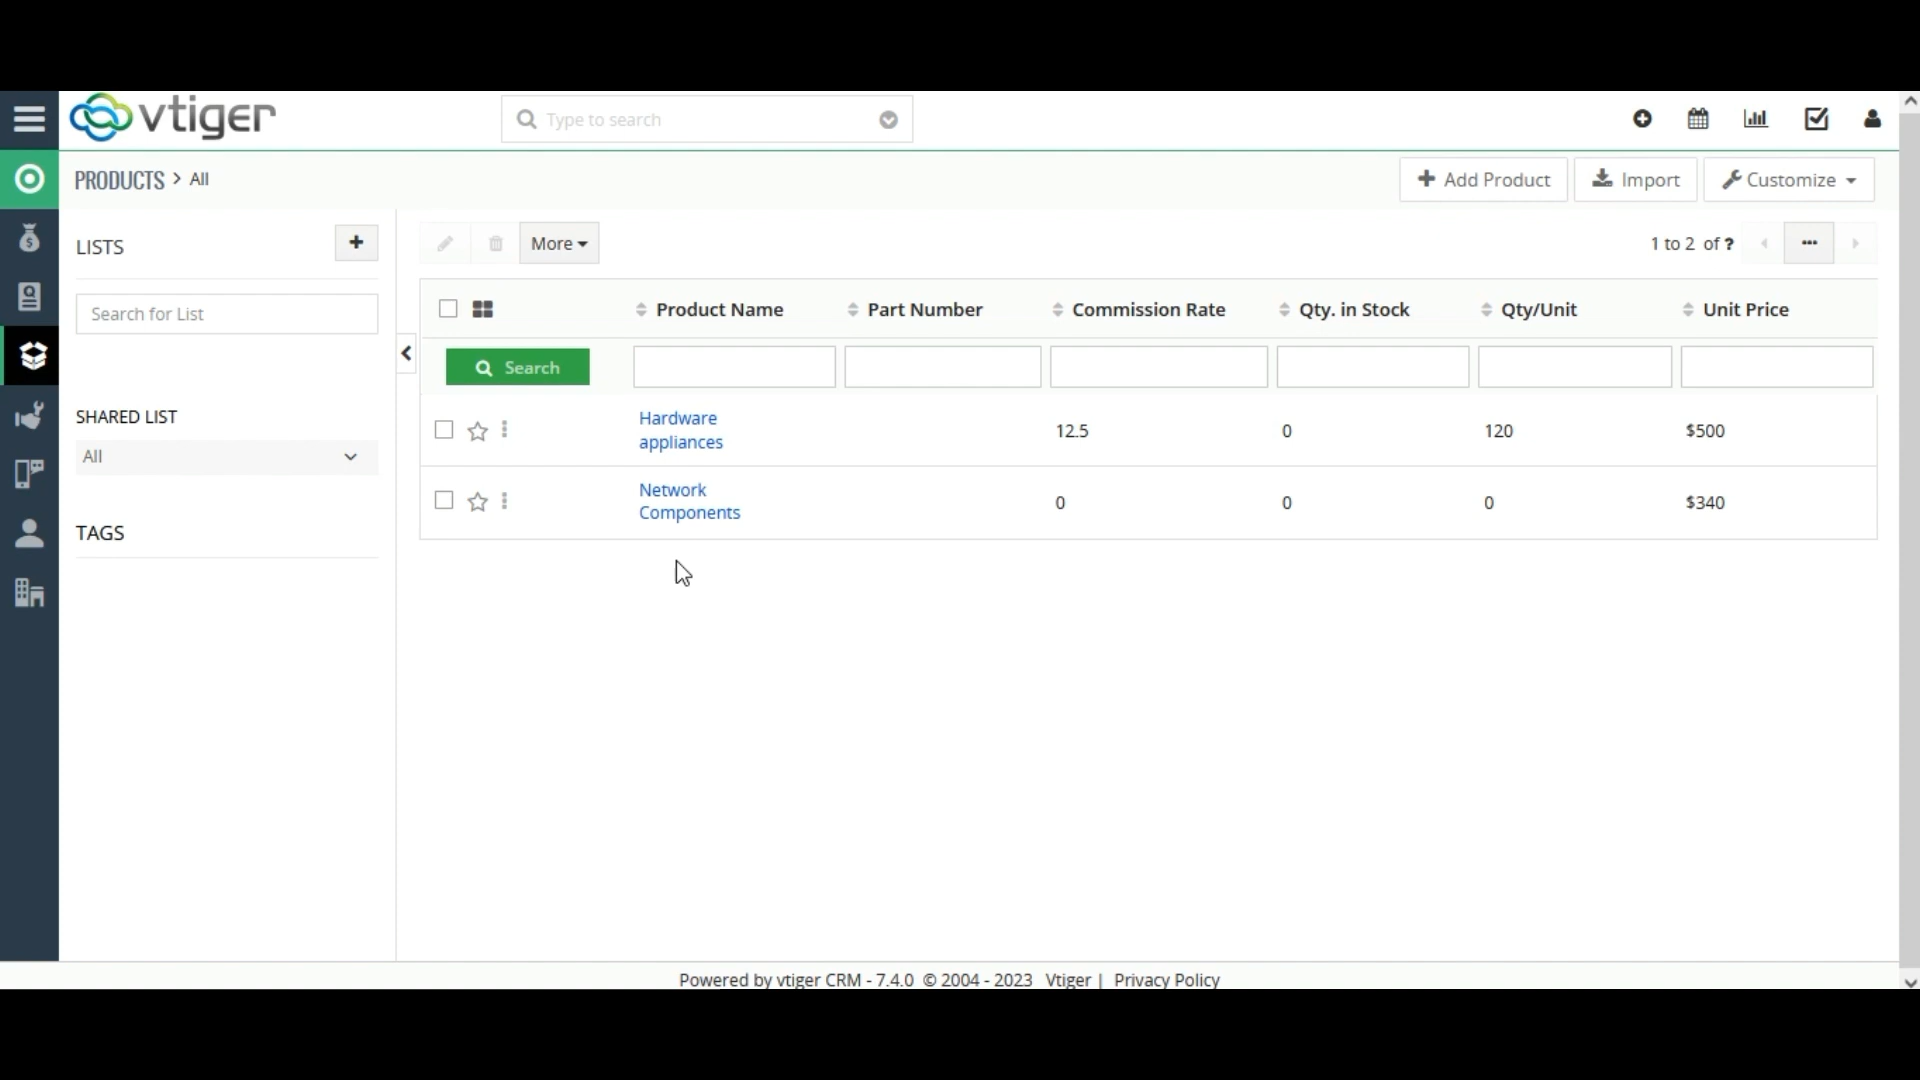 vtiger
Type to search
PRODUCTS > All
Add Product
Import
Customize
LISTS
More
1 to 2 of ?
Search for List
Product Name
Part Number
Commission Rate
Qty. in Stock
Qty/Unit
Unit Price
Search
SHARED LIST
All
TAGS
Hardware
appliances
12.5
0
120
$500
Network
Components
0
0
0
$340
Powered by vtiger CRM - 7.4.0 © 2004 - 2023 Vtiger | Privacy Policy